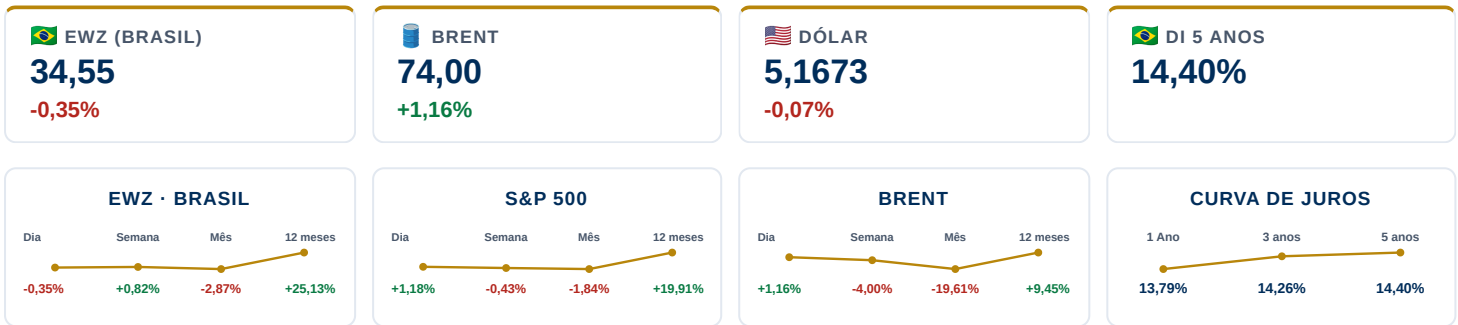 EWZ (BRASIL)
34,55
-0,35%
BRENT
74,00
+1,16%
DÓLAR
5,1673
-0,07%
DI 5 ANOS
14,40%
EWZ · BRASIL
Dia Semana Mês 12 meses
-0,35% +0,82% -2,87% +25,13%
S&P 500
Dia Semana Mês 12 meses
+1,18% -0,43% -1,84% +19,91%
BRENT
Dia Semana Mês 12 meses
+1,16% -4,00% -19,61% +9,45%
CURVA DE JUROS
1 Ano 3 anos 5 anos
13,79% 14,26% 14,40%